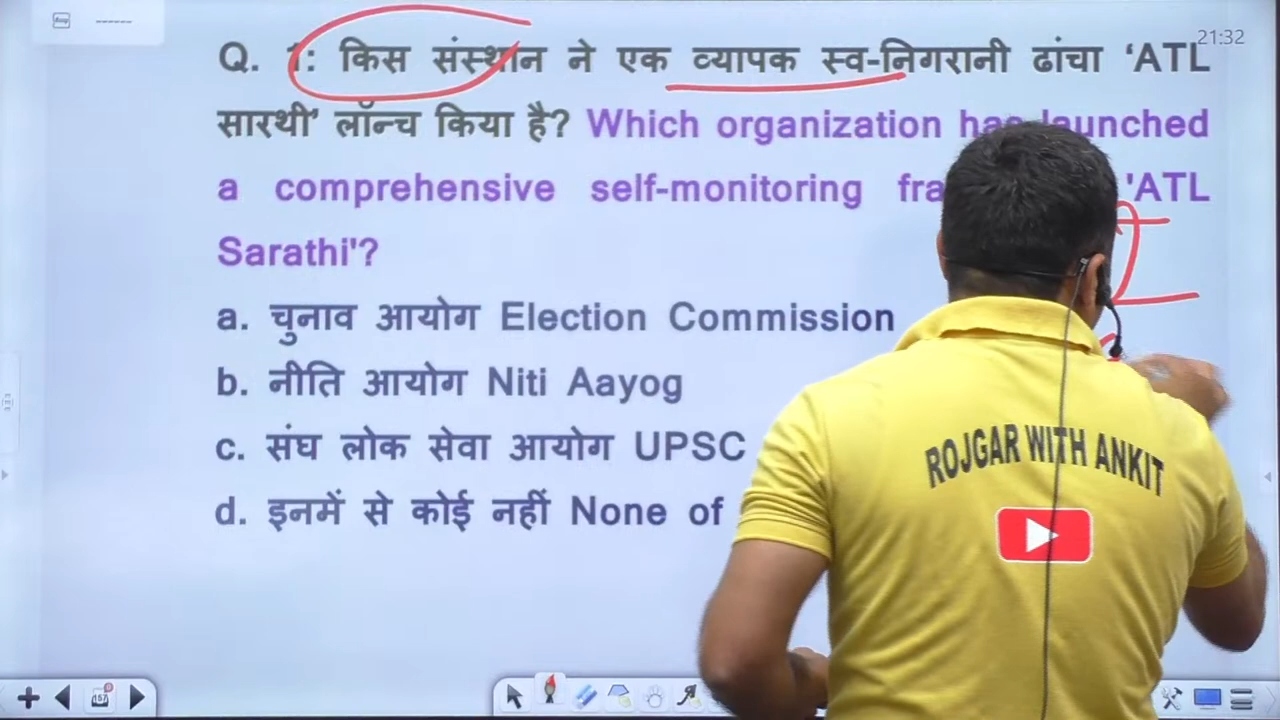 21:32
Q. 1: किस संस्थान ने एक व्यापक स्व-निगरानी ढांचा ‘ATL
सारथी’ लॉन्च किया है? Which organization has launched
a comprehensive self-monitoring fra 'ATL
Sarathi'?
a. चुनाव आयोग Election Commission
b. नीति आयोग Niti Aayog
c. संघ लोक सेवा आयोग UPSC
d. इनमें से कोई नहीं None of
ROJGAR WITH ANKIT
157